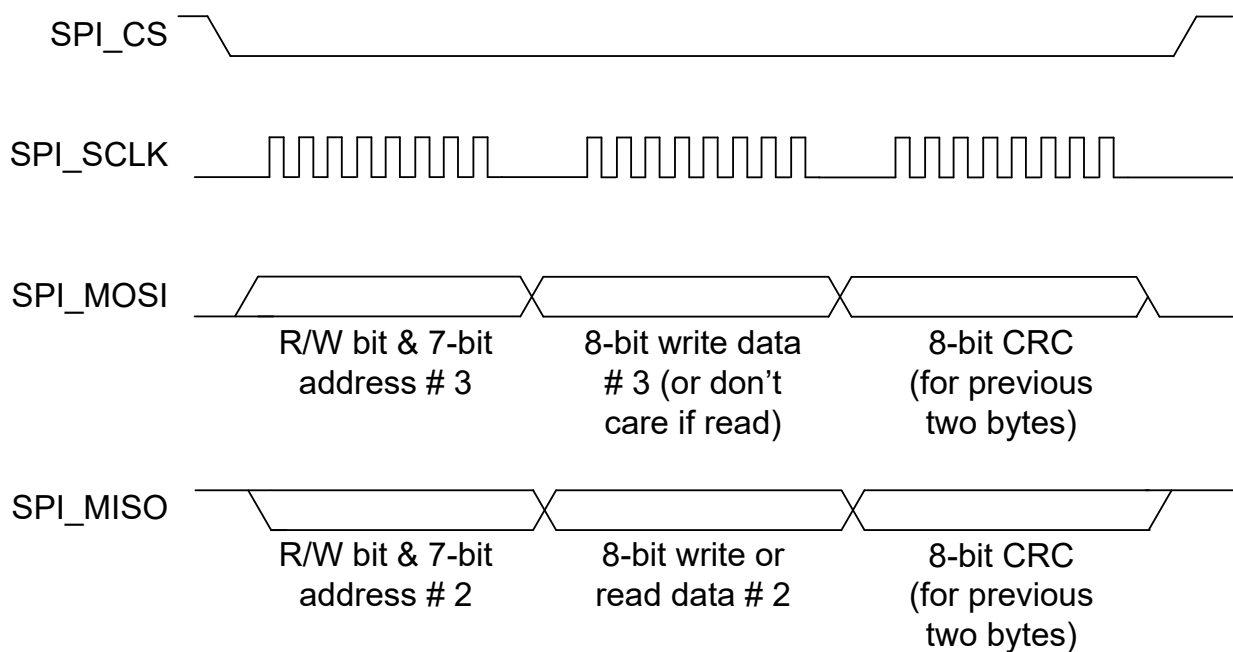 SPI_CS
SPI_SCLK
SPI_MOSI
R/W bit & 7-bit
address # 3
8-bit write data
# 3 (or don’t
care if read)
8-bit CRC
(for previous
two bytes)
SPI_MISO
R/W bit & 7-bit
address # 2
8-bit write or
read data # 2
8-bit CRC
(for previous
two bytes)